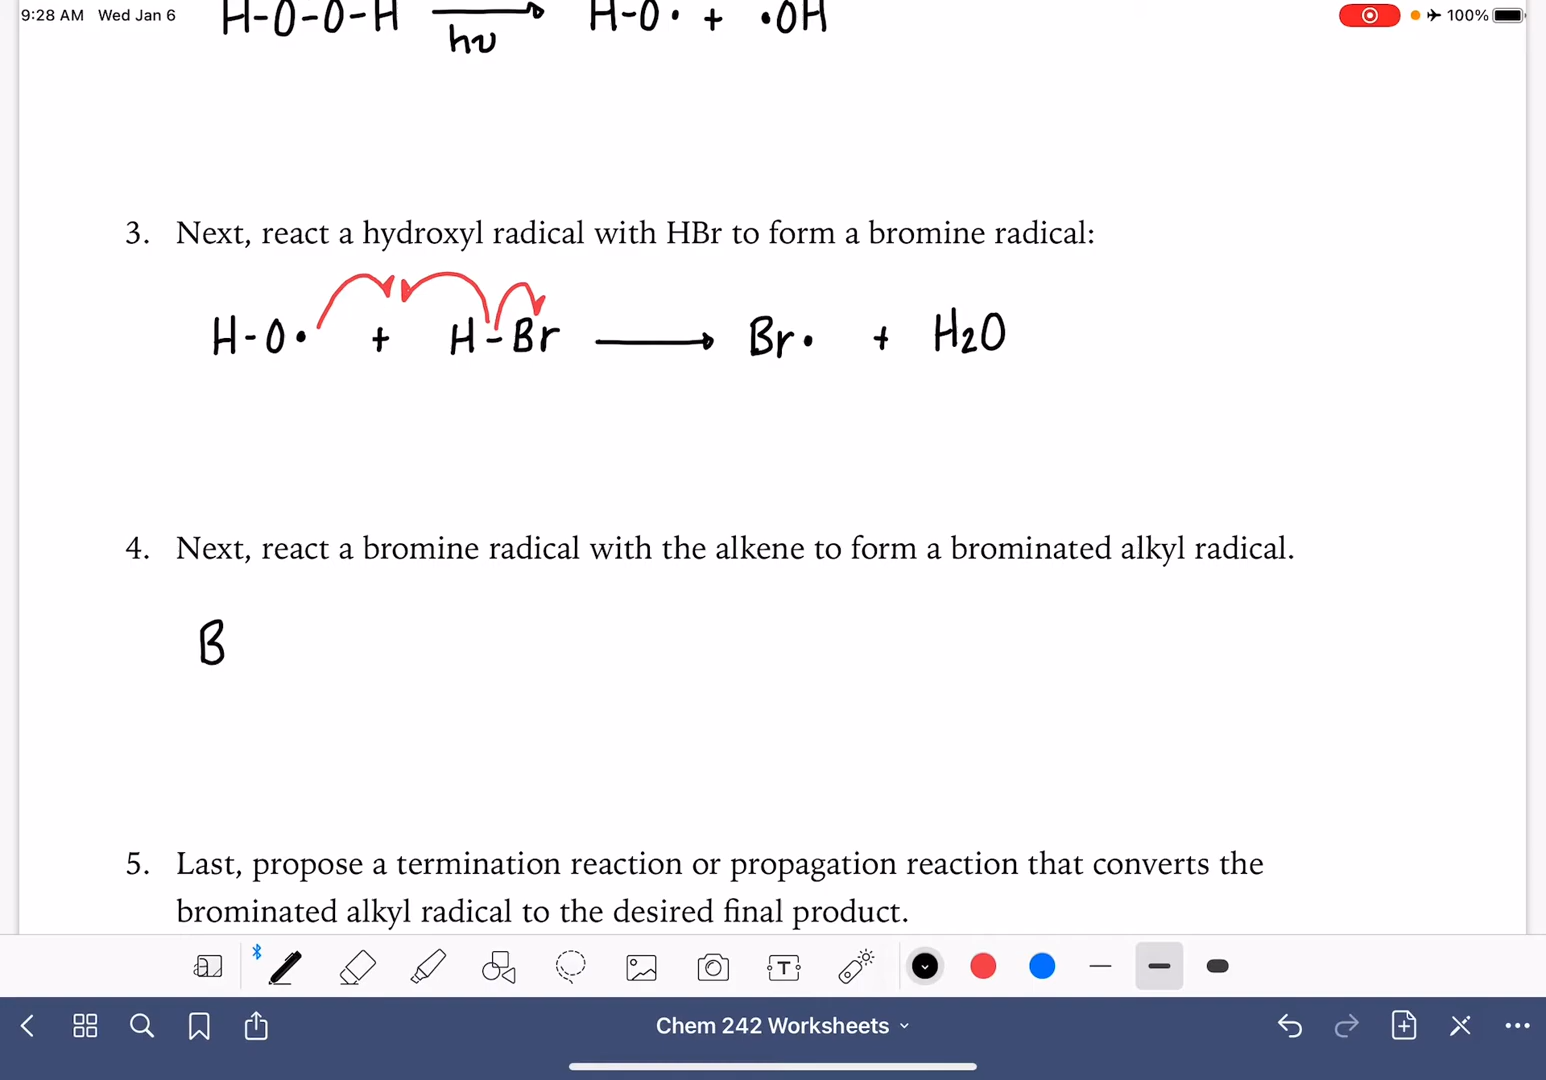 9:28 AM Wed Jan 6
100%
H-O-O-H → H-O• + •OH
hν
3. Next, react a hydroxyl radical with HBr to form a bromine radical:
H-O• + H-Br → Br• + H₂O
4. Next, react a bromine radical with the alkene to form a brominated alkyl radical.
B
5. Last, propose a termination reaction or propagation reaction that converts the
brominated alkyl radical to the desired final product.
a
T
Chem 242 Worksheets